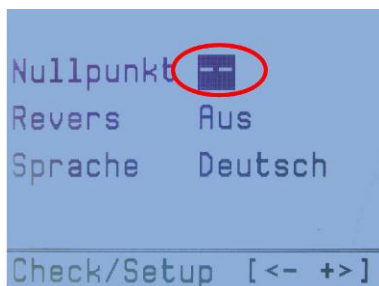 Nullpunkt --
Revers Aus
Sprache Deutsch
Check/Setup [<- +>]